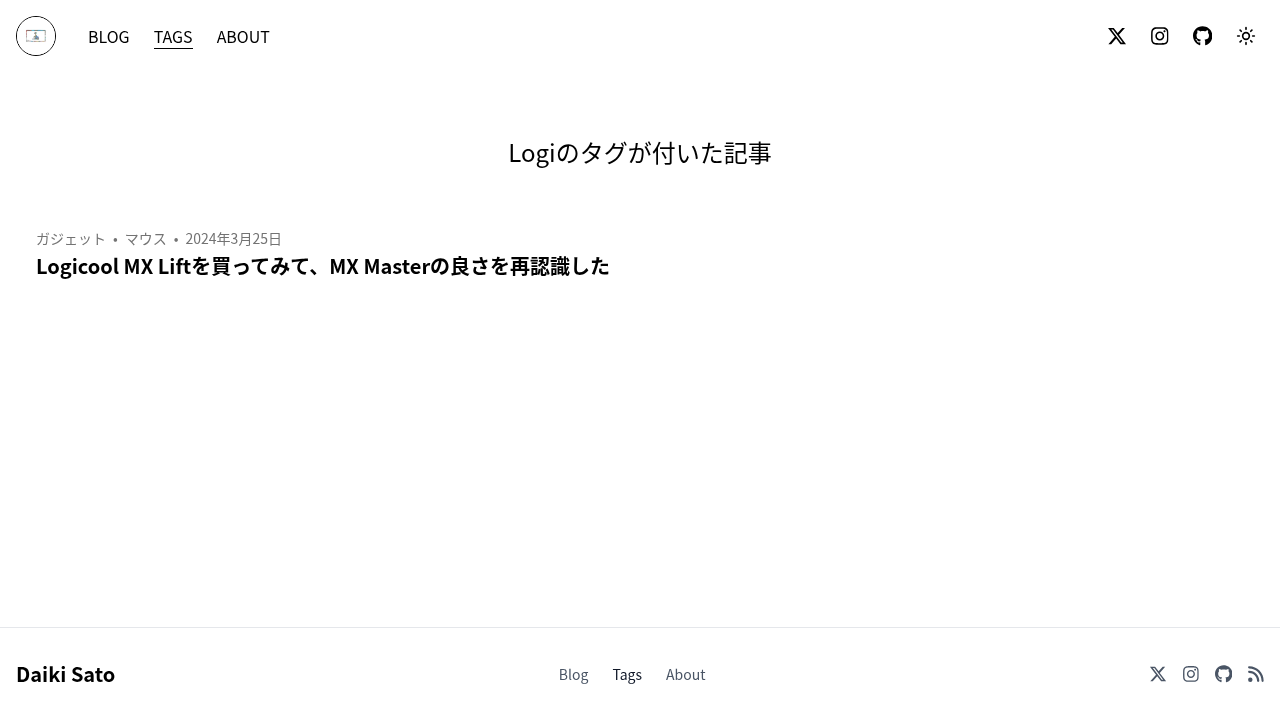 BLOG TAGS ABOUT
Logiのタグが付いた記事
ガジェット • マウス • 2024年3月25日
Logicool MX Liftを買ってみて、MX Masterの良さを再認識した
Daiki Sato
Blog Tags About